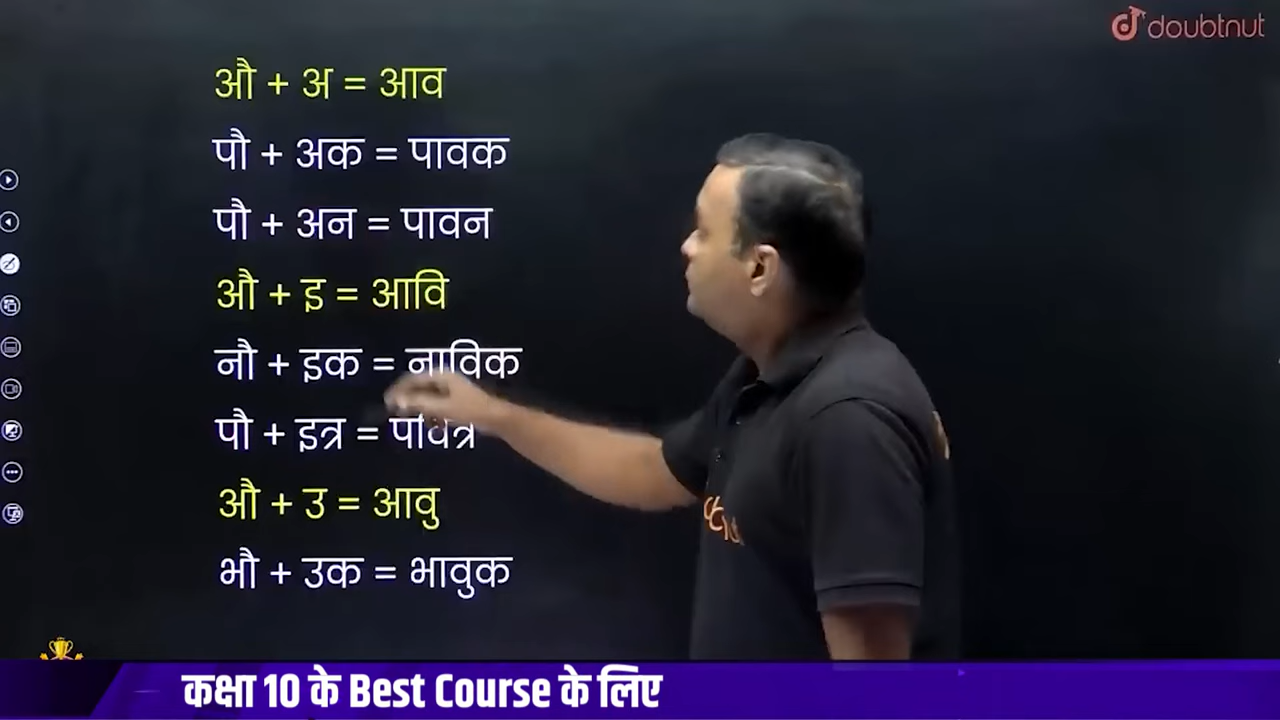 doubtnut
औ + अ = आव
पौ + अक = पावक
पौ + अन = पावन
औ + इ = आवि
नौ + इक = नाविक
पौ + इत्र =
औ + उ = आवु
भौ + उक = भावुक
कक्षा 10 के Best Course के लिए